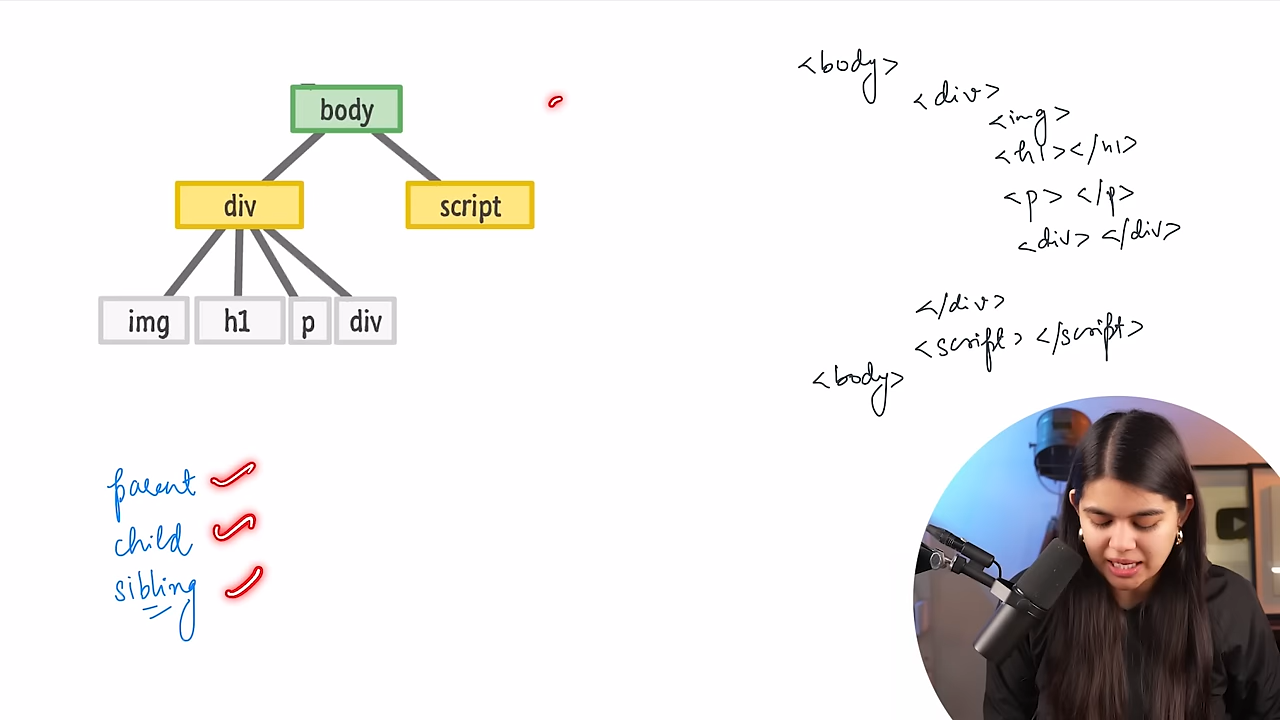 body
div script
img h1 p div
parent
child
sibling
<body>
<div>
<img>
<h1></h1>
<p> </p>
<div> </div>
</div>
<script> </script>
<body>